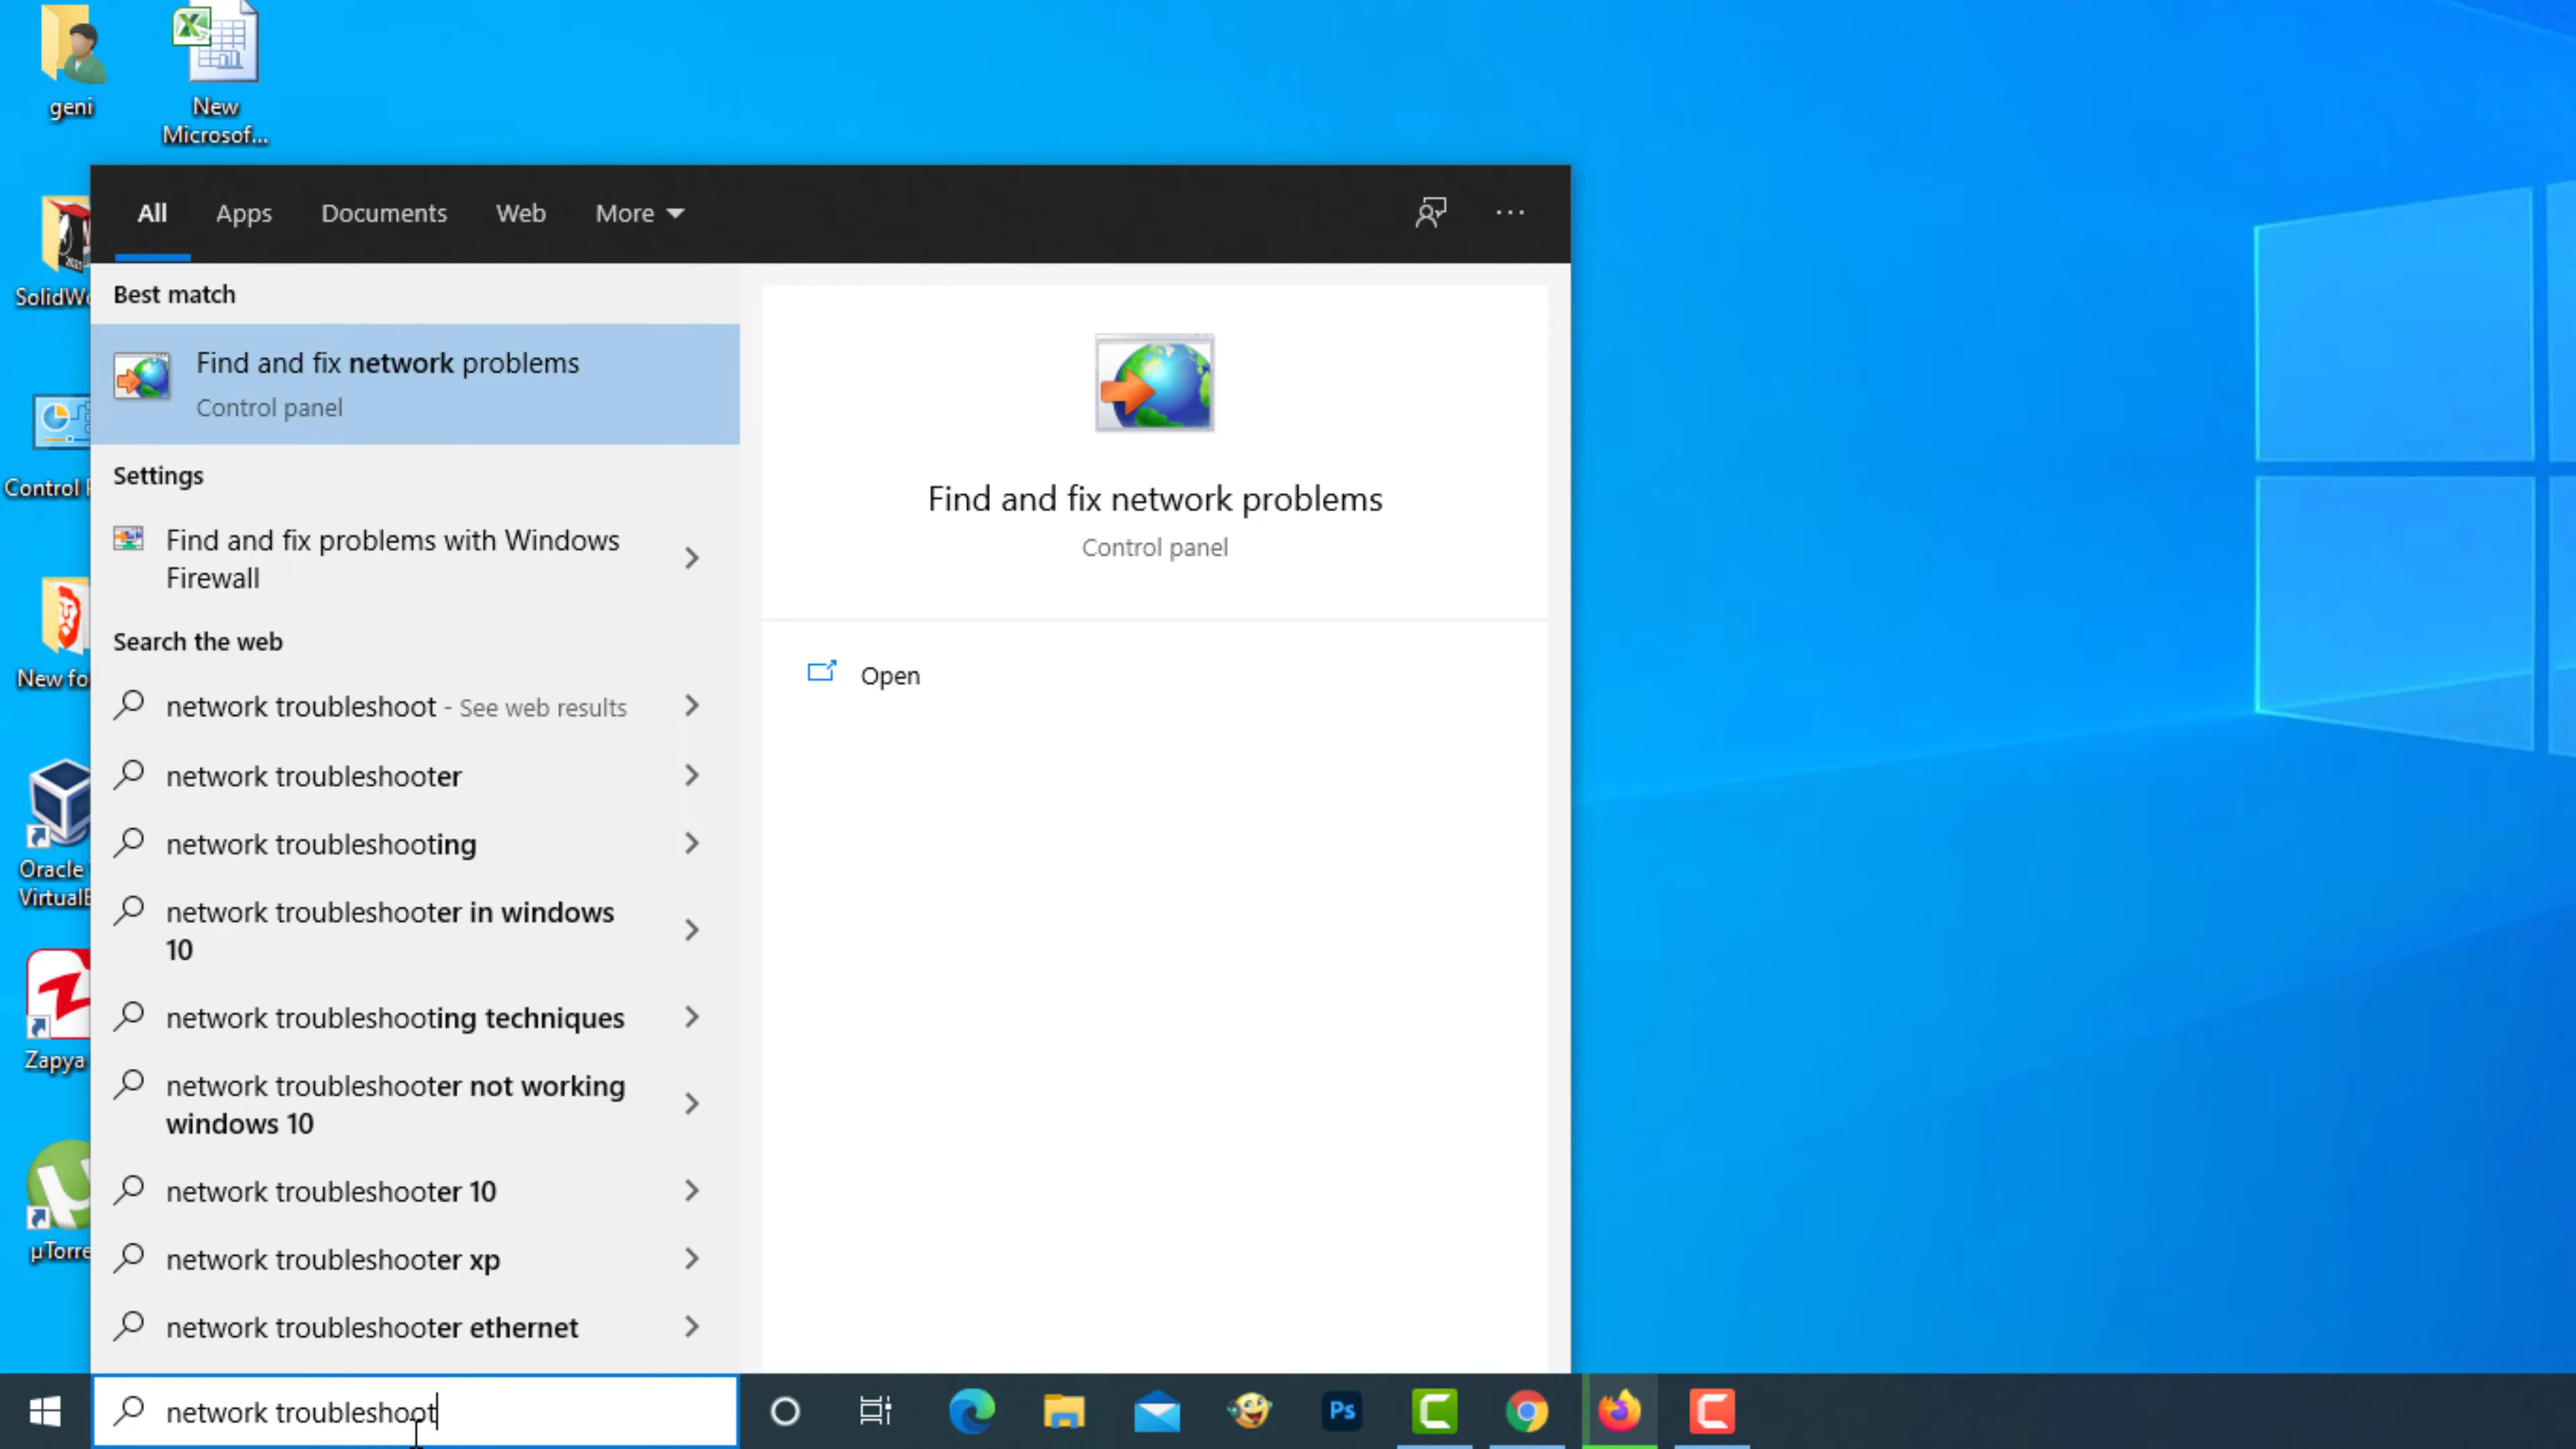 geni
New
Microsof...
SolidWo
Control P
New fo
Oracle
VirtualB
Zapya
µTorre
All Apps Documents Web More
Best match
Find and fix network problems
Control panel
Settings
Find and fix problems with Windows
Firewall
Search the web
network troubleshoot - See web results
network troubleshooter
network troubleshooting
network troubleshooter in windows
10
network troubleshooting techniques
network troubleshooter not working
windows 10
network troubleshooter 10
network troubleshooter xp
network troubleshooter ethernet
Find and fix network problems
Control panel
Open
network troubleshoot
Ps